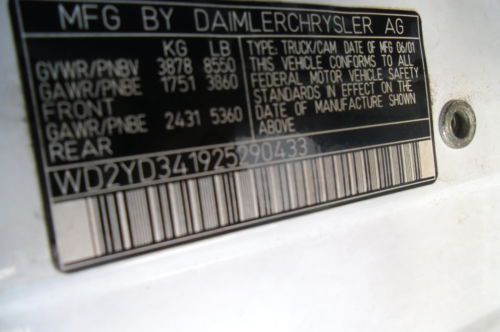 MFG BY DAIMLERCHRYSLER AG
KG LB
GVWR/PNBV 3878 8550
GAWR/PNBE 1751 3860
FRONT
GAWR/PNBE 2431 5360
REAR
TYPE: TRUCK/CAM DATE OF MFG 06/01
THIS VEHICLE CONFORMS TO ALL
FEDERAL MOTOR VEHICLE SAFETY
STANDARDS IN EFFECT ON THE
DATE OF MANUFACTURE SHOWN
ABOVE
WD2YD341925290433